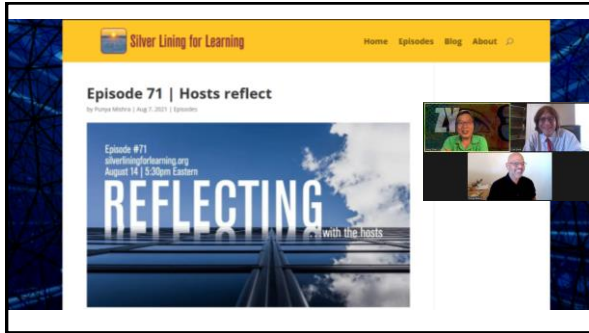 Silver Lining for Learning
Home Episodes Blog About
Episode 71 | Hosts reflect
by Punya Mishra | Aug 7, 2021 | Episodes
Episode #71
silverliningforlearning.org
August 14 | 5:30pm Eastern
REFLECTING
...with the hosts